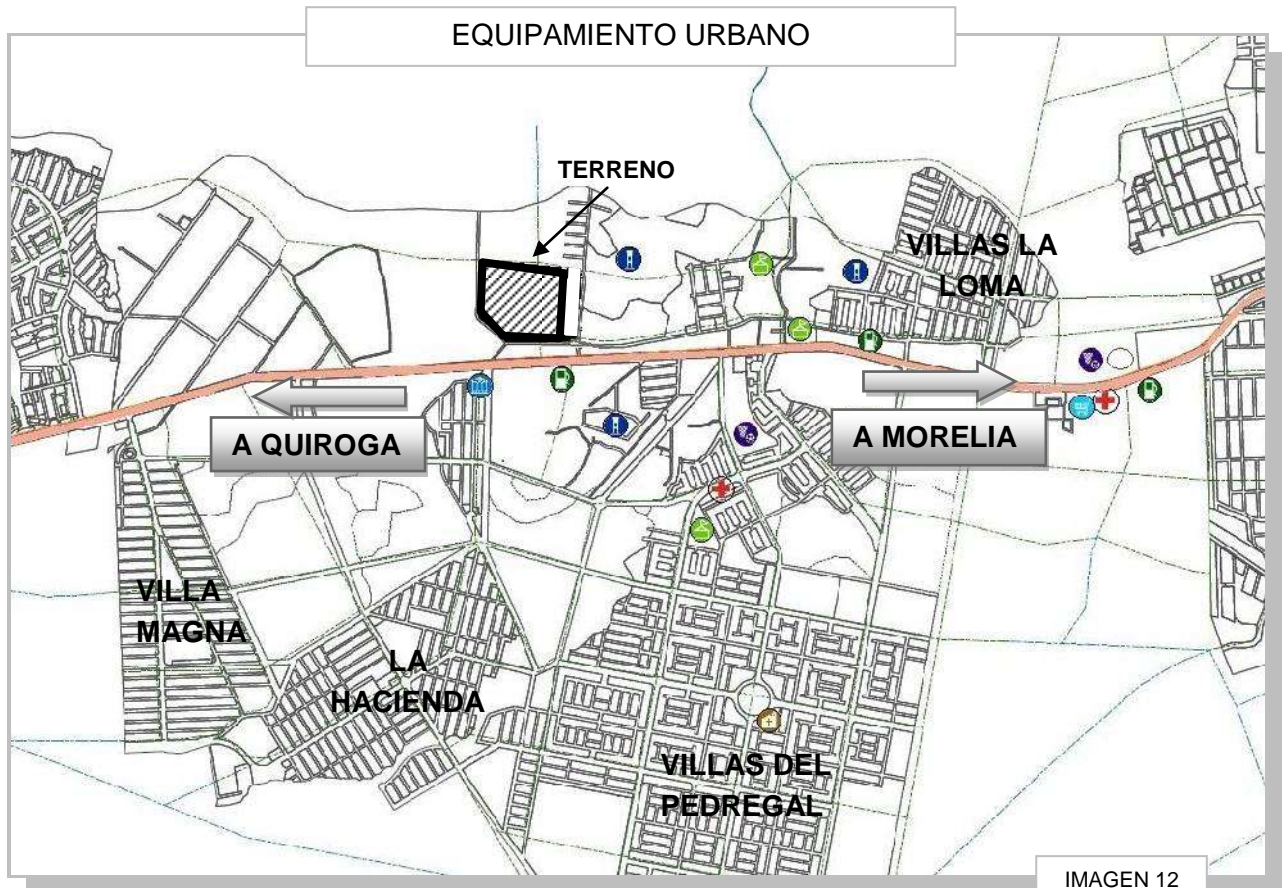 EQUIPAMIENTO URBANO
TERRENO
VILLAS LA
LOMA
A QUIROGA
A MORELIA
VILLA
MAGNA
LA
HACIENDA
VILLAS DEL
PEDREGAL
IMAGEN 12